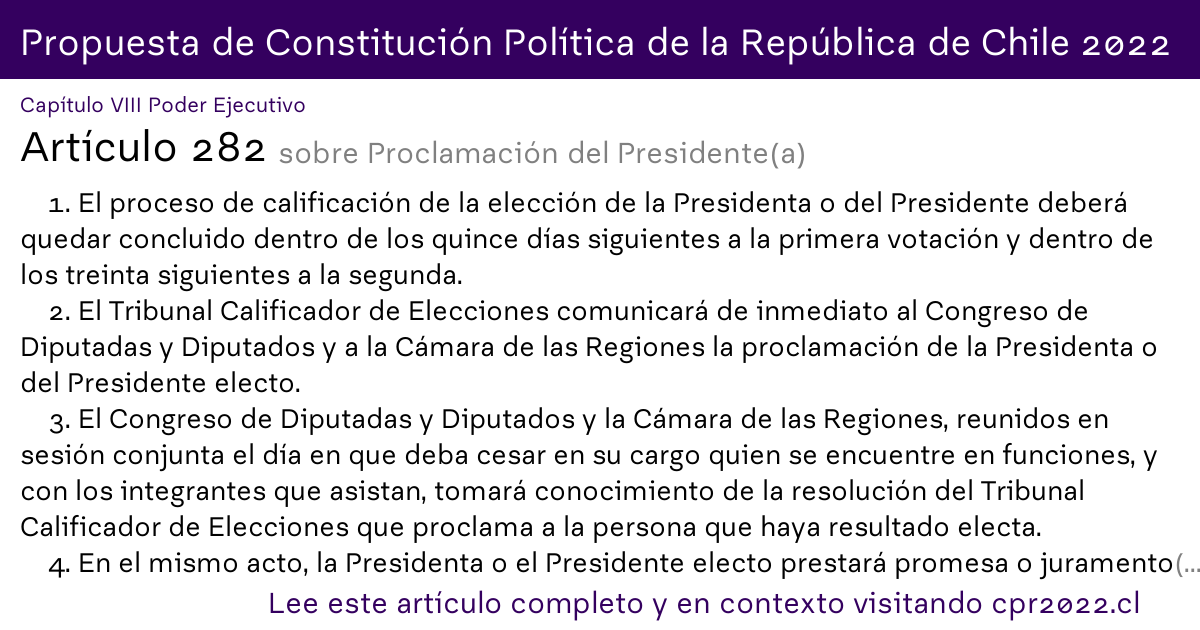 Propuesta de Constitución Política de la República de Chile 2022
Capítulo VIII Poder Ejecutivo
Artículo 282 sobre Proclamación del Presidente(a)
1. El proceso de calificación de la elección de la Presidenta o del Presidente deberá
quedar concluido dentro de los quince días siguientes a la primera votación y dentro de
los treinta siguientes a la segunda.
2. El Tribunal Calificador de Elecciones comunicará de inmediato al Congreso de
Diputadas y Diputados y a la Cámara de las Regiones la proclamación de la Presidenta o
del Presidente electo.
3. El Congreso de Diputadas y Diputados y la Cámara de las Regiones, reunidos en
sesión conjunta el día en que deba cesar en su cargo quien se encuentre en funciones, y
con los integrantes que asistan, tomará conocimiento de la resolución del Tribunal
Calificador de Elecciones que proclama a la persona que haya resultado electa.
4. En el mismo acto, la Presidenta o el Presidente electo prestará promesa o juramento(...
Lee este artículo completo y en contexto visitando cpr2022.cl